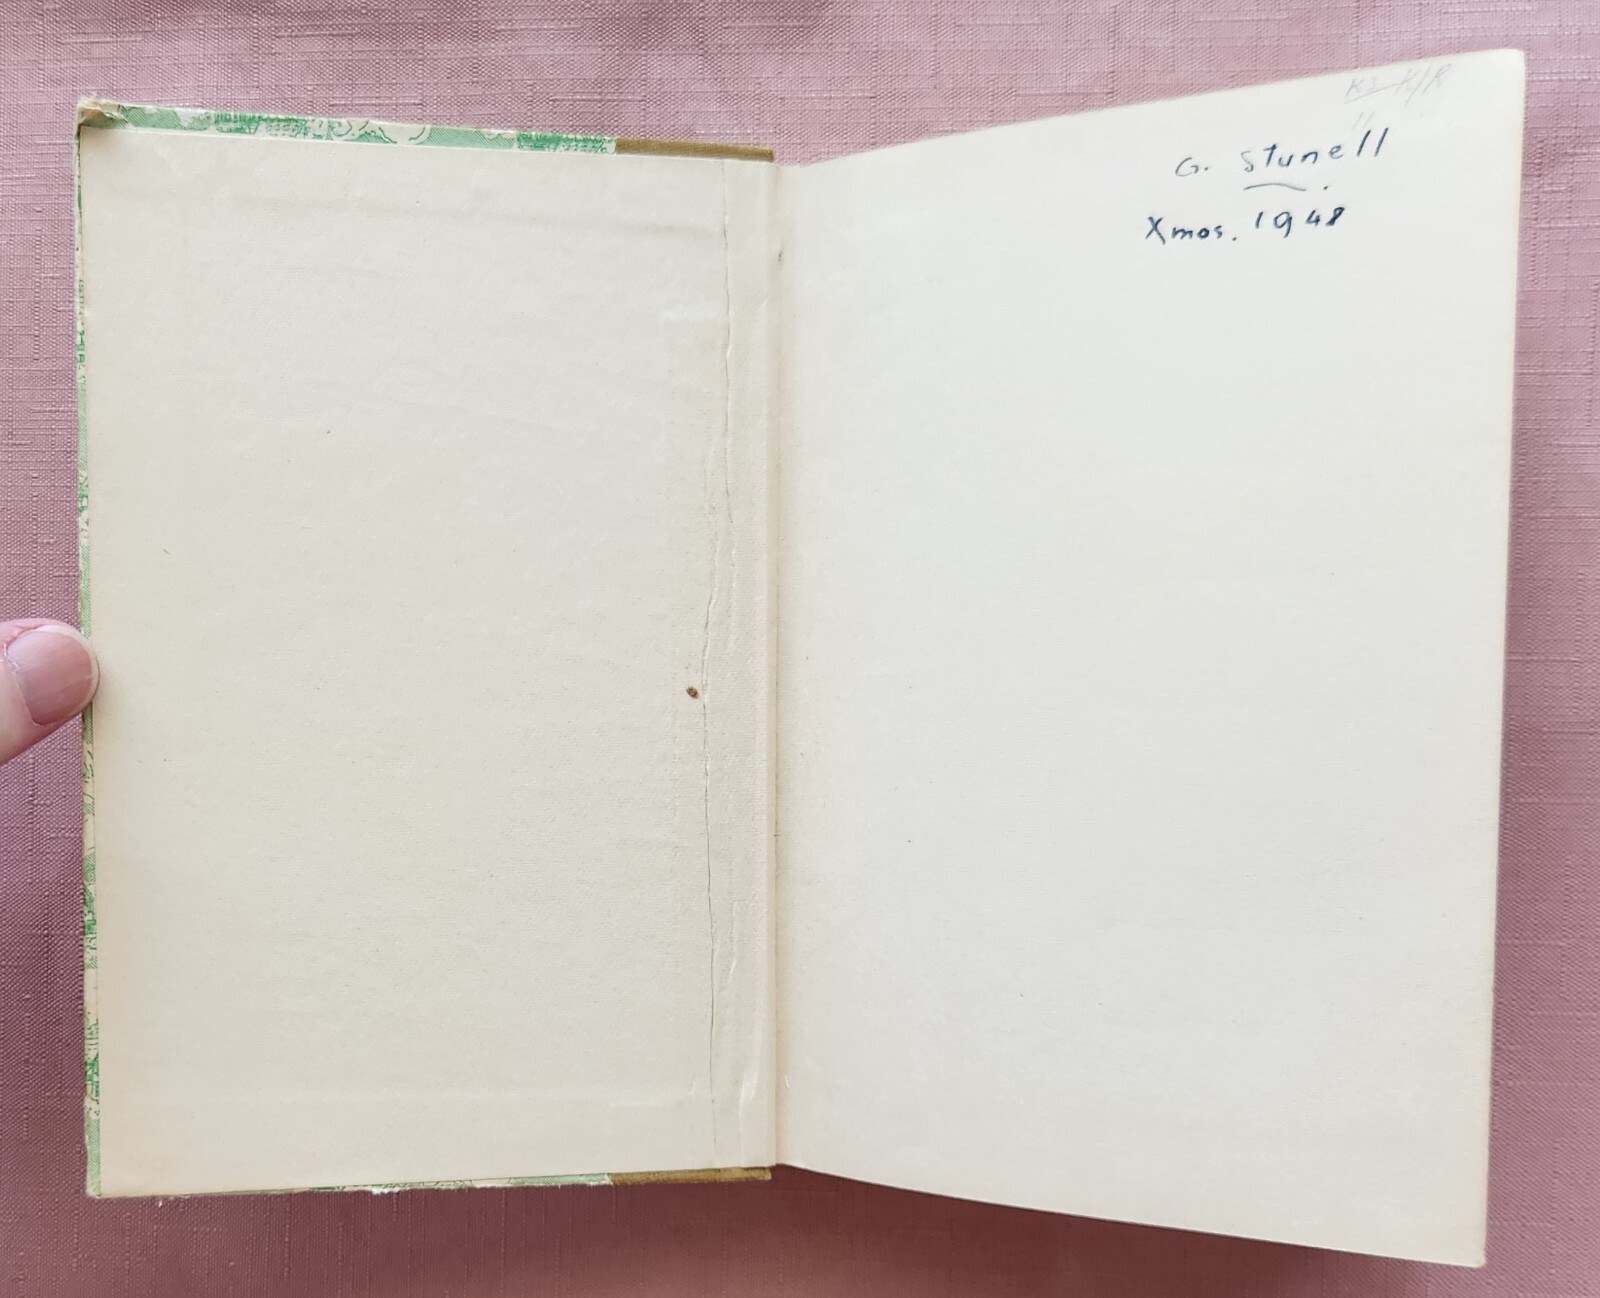 G. Stunell
Xmas. 1948